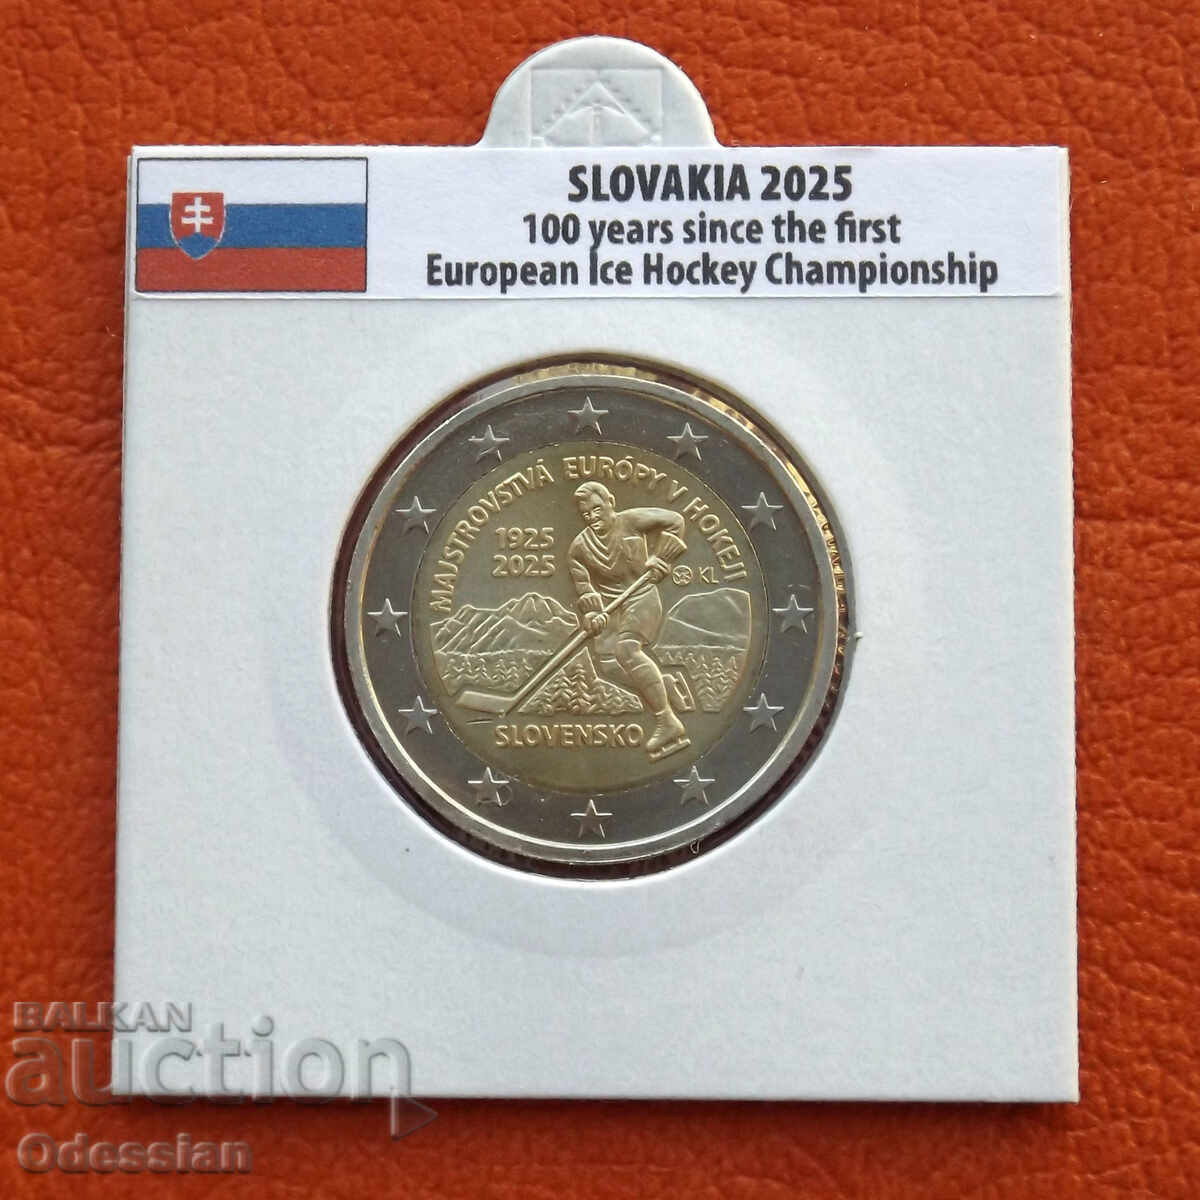 SLOVAKIA 2025
100 years since the first
European Ice Hockey Championship
MAJSTROVSTVÁ EURÓPY V HOKEJI
1925
2025
KL
SLOVENSKO
BALKAN
auction
Odessian